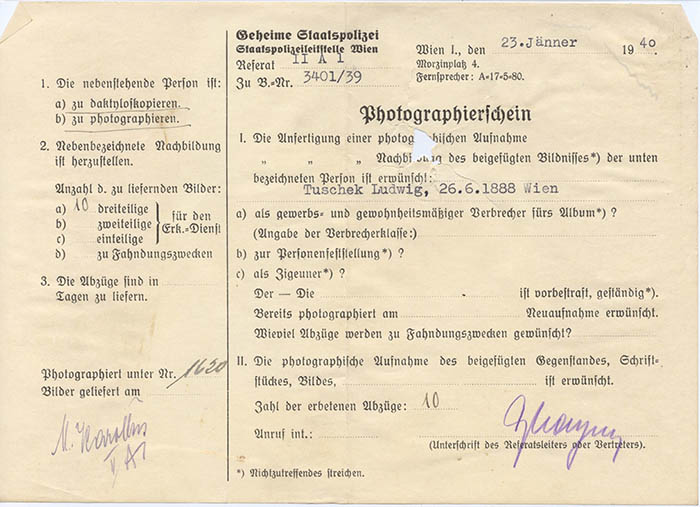 1. Die nebenstehende Person ist:
a) zu daktyloskopieren.
b) zu photographieren.
2. Nebenbezeichnete Nachbildung
ist herzustellen.
Anzahl d. zu liefernden Bilder:
a) 10 dreiteilige
b) zweiteilige
c) einteilige
für den
Erk.-Dienst
d) zu Fahndungszwecken
3. Die Abzüge sind in
Tagen zu liefern.
Photographiert unter Nr. 1620
Bilder geliefert am
Geheime Staatspolizei
Staatspolizeileitstelle Wien
Referat II A 1
Zu B.-Nr. 3401/39
Wien I., den 23.Jänner 1940
Morzinplatz 4.
Fernsprecher: A-17-5-80.
Photographierschein
I. Die Anfertigung einer photographischen Aufnahme
„ „ „ Nachbildung des beigefügten Bildnisses*) der unten
bezeichneten Person ist erwünscht:
Tuschek Ludwig, 26.6.1888 Wien
a) als gewerbs- und gewohnheitsmäßiger Verbrecher fürs Album*) ?
(Angabe der Verbrecherklasse:)
b) zur Personenfeststellung*) ?
c) als Zigeuner*) ?
Der — Die ist vorbestraft, geständig*).
Bereits photographiert am Neuaufnahme erwünscht.
Wieviel Abzüge werden zu Fahndungszwecken gewünscht?
II. Die photographische Aufnahme des beigefügten Gegenstandes, Schrift-
stückes, Bildes, ist erwünscht.
Zahl der erbetenen Abzüge: 10
Anruf int.:
(Unterschrift des Referatsleiters oder Vertreters).
*) Nichtzutreffendes streichen.